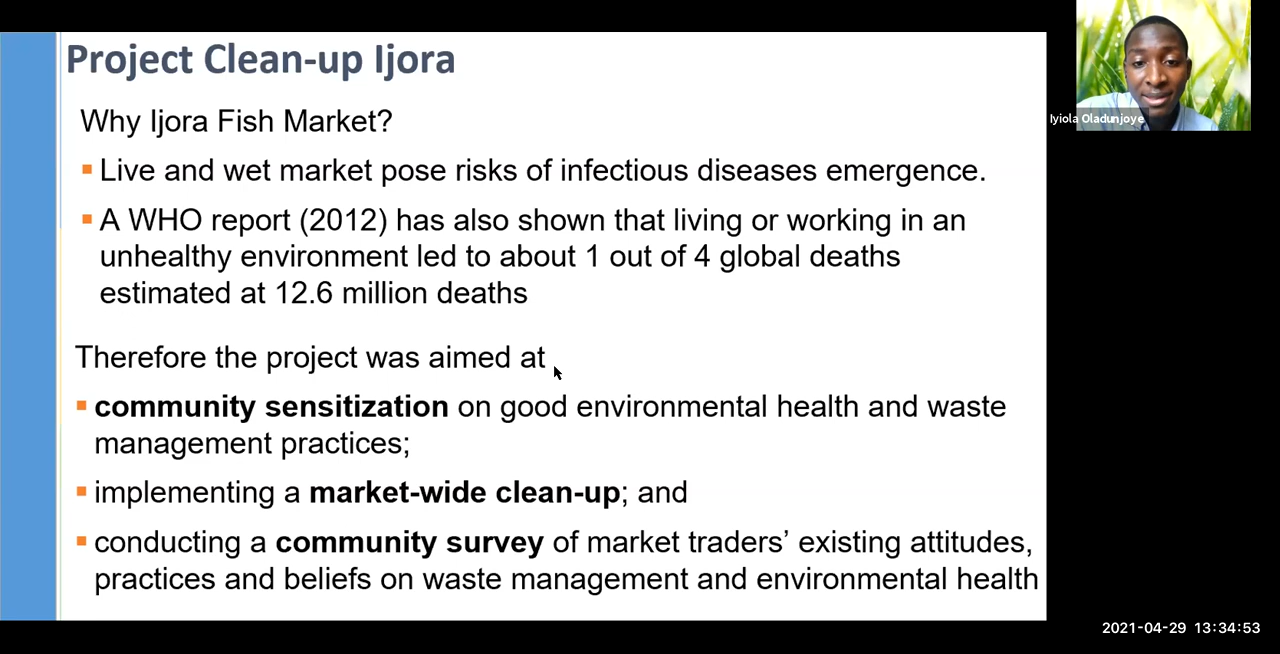 Project Clean-up Ijora
Why Ijora Fish Market?
Live and wet market pose risks of infectious diseases emergence.
A WHO report (2012) has also shown that living or working in an
unhealthy environment led to about 1 out of 4 global deaths
estimated at 12.6 million deaths
Therefore the project was aimed at
community sensitization on good environmental health and waste
management practices;
implementing a market-wide clean-up; and
conducting a community survey of market traders’ existing attitudes,
practices and beliefs on waste management and environmental health
Iyiola Oladunjoye
2021-04-29 13:34:53